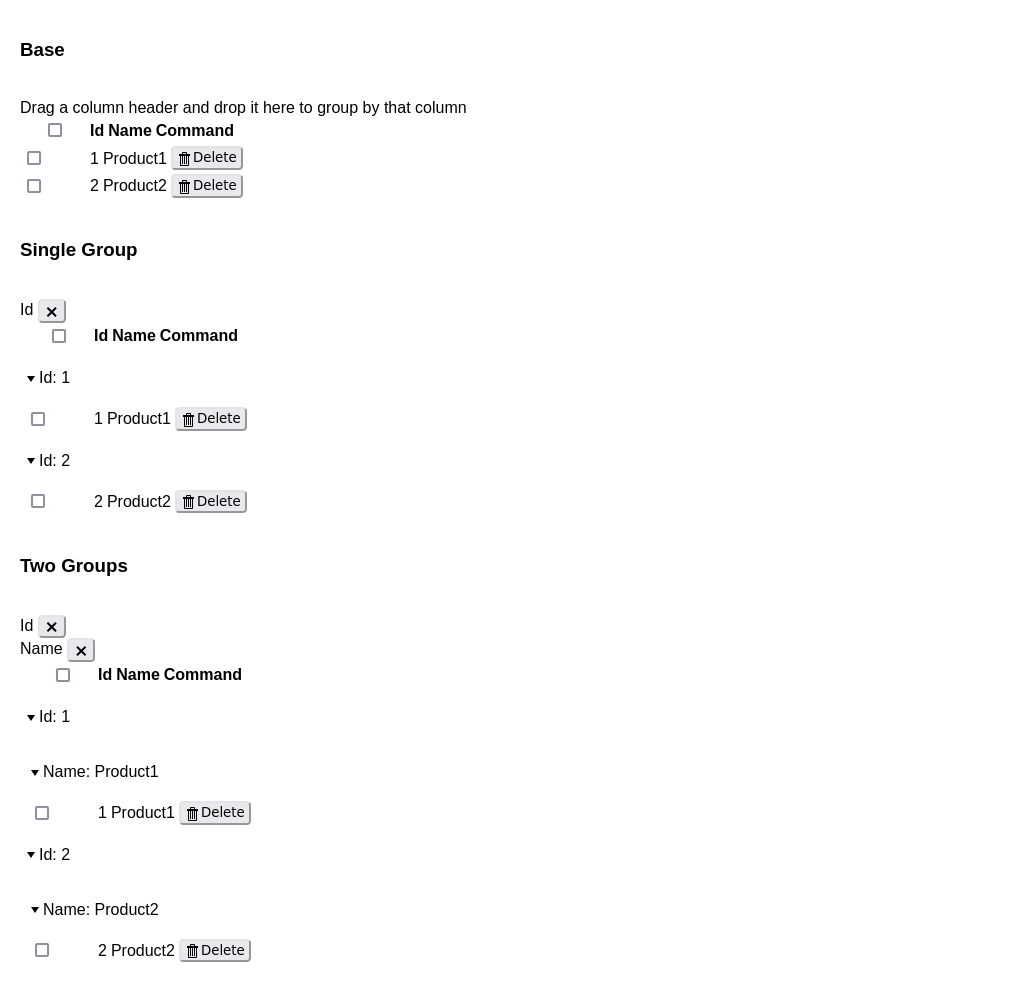 Base
Drag a column header and drop it here to group by that column
Id Name Command
1 Product1 Delete
2 Product2 Delete
Single Group
Id
Id Name Command
Id: 1
1 Product1 Delete
Id: 2
2 Product2 Delete
Two Groups
Id
Name
Id Name Command
Id: 1
Name: Product1
1 Product1 Delete
Id: 2
Name: Product2
2 Product2 Delete